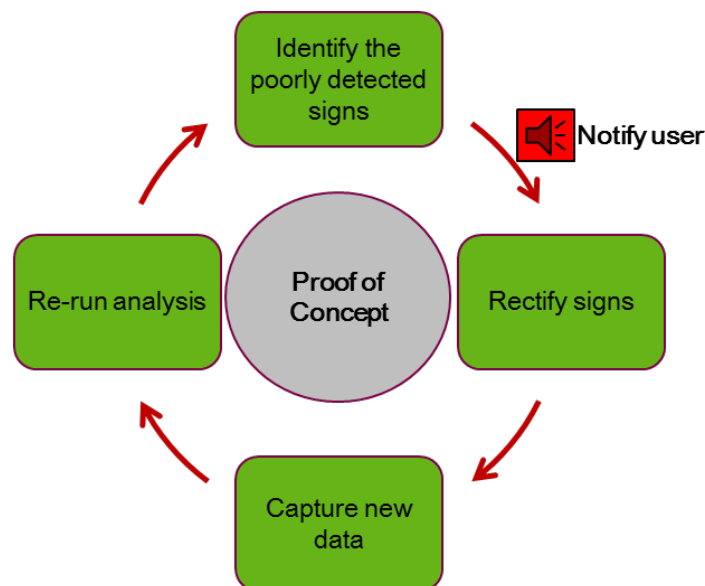 Identify the
poorly detected
signs
Notify user
Rectify signs
Capture new
data
Re-run analysis
Proof of
Concept